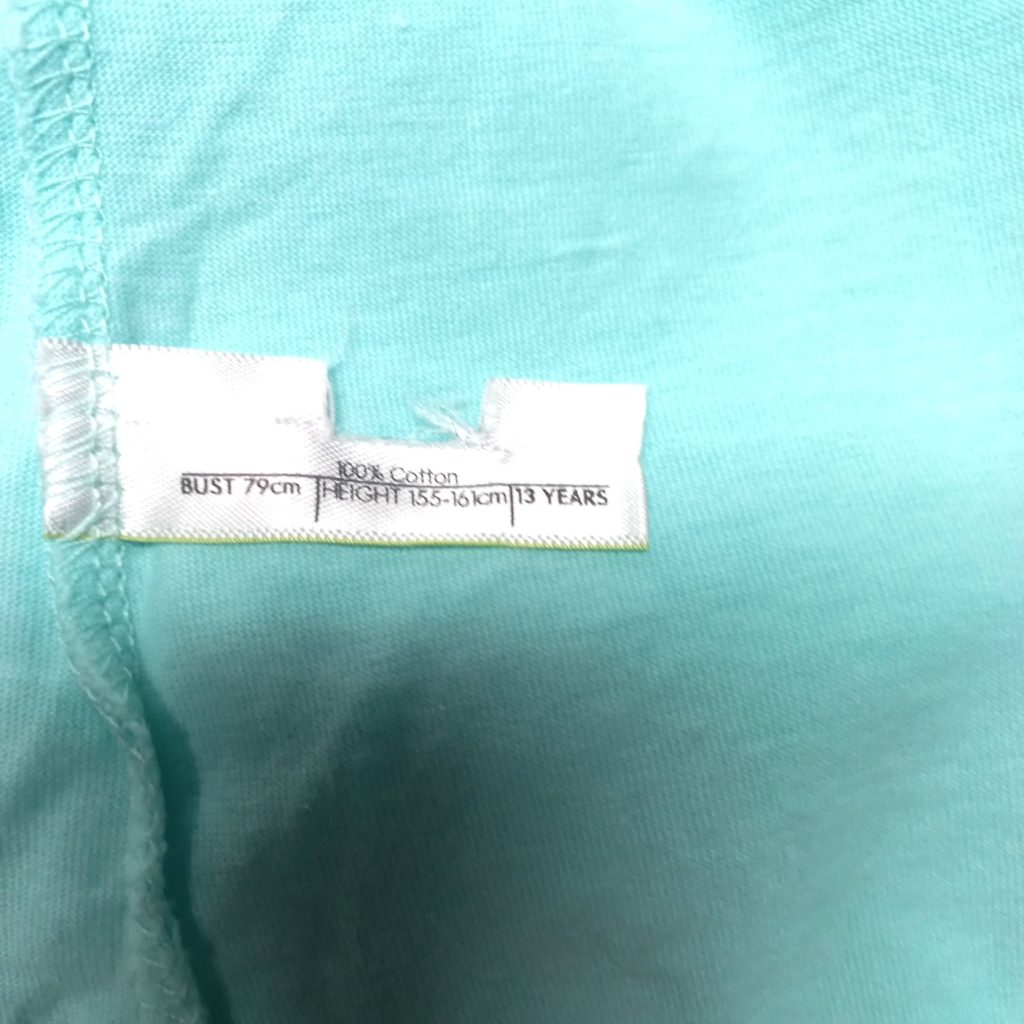 100% Cotton
BUST 79cm HEIGHT 155-161cm 13 YEARS